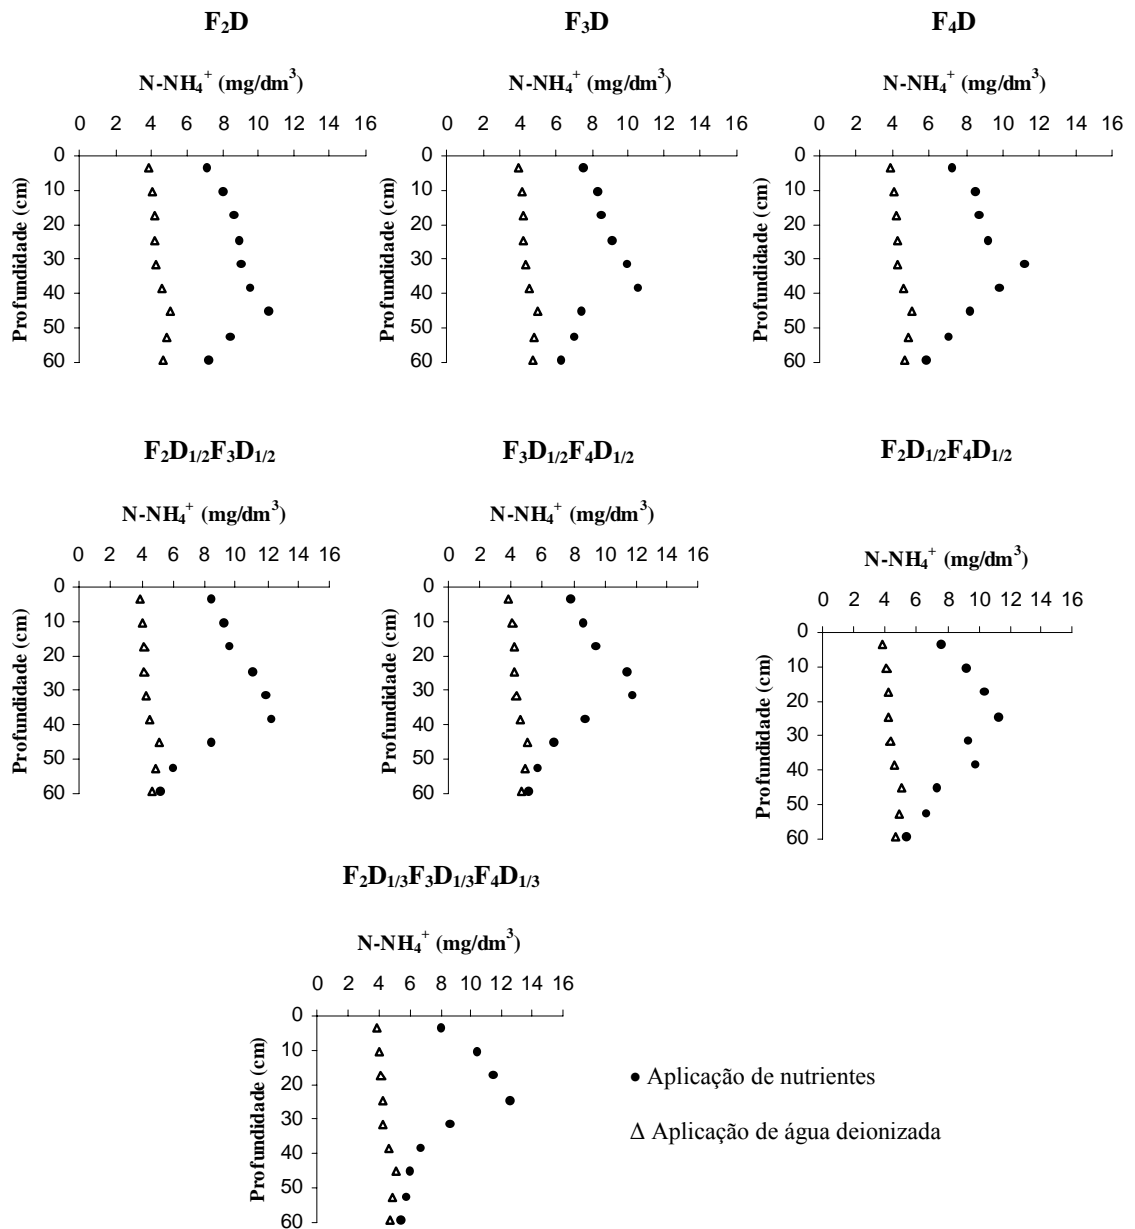 F₂D F₃D F₄D
N-NH₄⁺ (mg/dm³) N-NH₄⁺ (mg/dm³) N-NH₄⁺ (mg/dm³)
0 2 4 6 8 10 12 14 16 0 2 4 6 8 10 12 14 16 0 2 4 6 8 10 12 14 16
0 10 20 30 40 50 60
Profundidade (cm)
0 10 20 30 40 50 60
Profundidade (cm)
0 10 20 30 40 50 60
Profundidade (cm)
F₂D₁/₂F₃D₁/₂ F₃D₁/₂F₄D₁/₂ F₂D₁/₂F₄D₁/₂
N-NH₄⁺ (mg/dm³) N-NH₄⁺ (mg/dm³) N-NH₄⁺ (mg/dm³)
0 2 4 6 8 10 12 14 16 0 2 4 6 8 10 12 14 16 0 2 4 6 8 10 12 14 16
0 10 20 30 40 50 60
Profundidade (cm)
0 10 20 30 40 50 60
Profundidade (cm)
0 10 20 30 40 50 60
Profundidade (cm)
F₂D₁/₃F₃D₁/₃F₄D₁/₃
N-NH₄⁺ (mg/dm³)
0 2 4 6 8 10 12 14 16
0 10 20 30 40 50 60
Profundidade (cm)
● Aplicação de nutrientes
Δ Aplicação de água deionizada